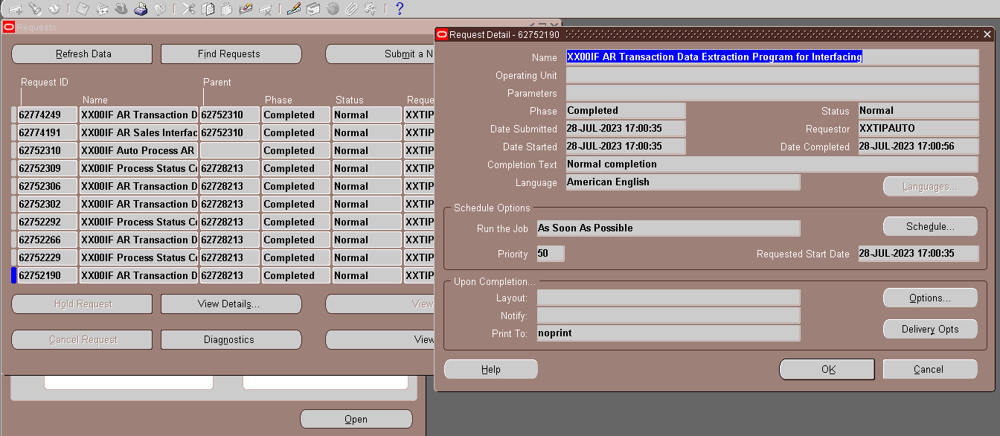 ?
Requests
Refresh Data
Find Requests
Submit a N
Request ID
Parent
Name
Phase
Status
Reque
62774249 XX00IF AR Transaction D 62752310 Completed Normal XXTIP
62774191 XX00IF AR Sales Interfac 62752310 Completed Normal XXTIP
62752310 XX00IF Auto Process AR Completed Normal XXTIP
62752309 XX00IF Process Status Co 62728213 Completed Normal XXTIP
62752306 XX00IF AR Transaction D 62728213 Completed Normal XXTIP
62752302 XX00IF AR Transaction D 62728213 Completed Normal XXTIP
62752292 XX00IF Process Status Co 62728213 Completed Normal XXTIP
62752266 XX00IF AR Transaction D 62728213 Completed Normal XXTIP
62752229 XX00IF Process Status Co 62728213 Completed Normal XXTIP
62752190 XX00IF AR Transaction D 62728213 Completed Normal XXTIP
Hold Request
View Details...
View
Cancel Request
Diagnostics
View
Open
Request Detail - 62752190
Name XX00IF AR Transaction Data Extraction Program for Interfacing
Operating Unit
Parameters
Phase Completed Status Normal
Date Submitted 28-JUL-2023 17:00:35 Requestor XXTIPAUTO
Date Started 28-JUL-2023 17:00:35 Date Completed 28-JUL-2023 17:00:56
Completion Text Normal completion
Language American English
Languages...
Schedule Options
Run the Job As Soon As Possible
Schedule...
Priority 50 Requested Start Date 28-JUL-2023 17:00:35
Upon Completion...
Layout:
Options...
Notify:
Print To: noprint
Delivery Opts
Help
OK
Cancel